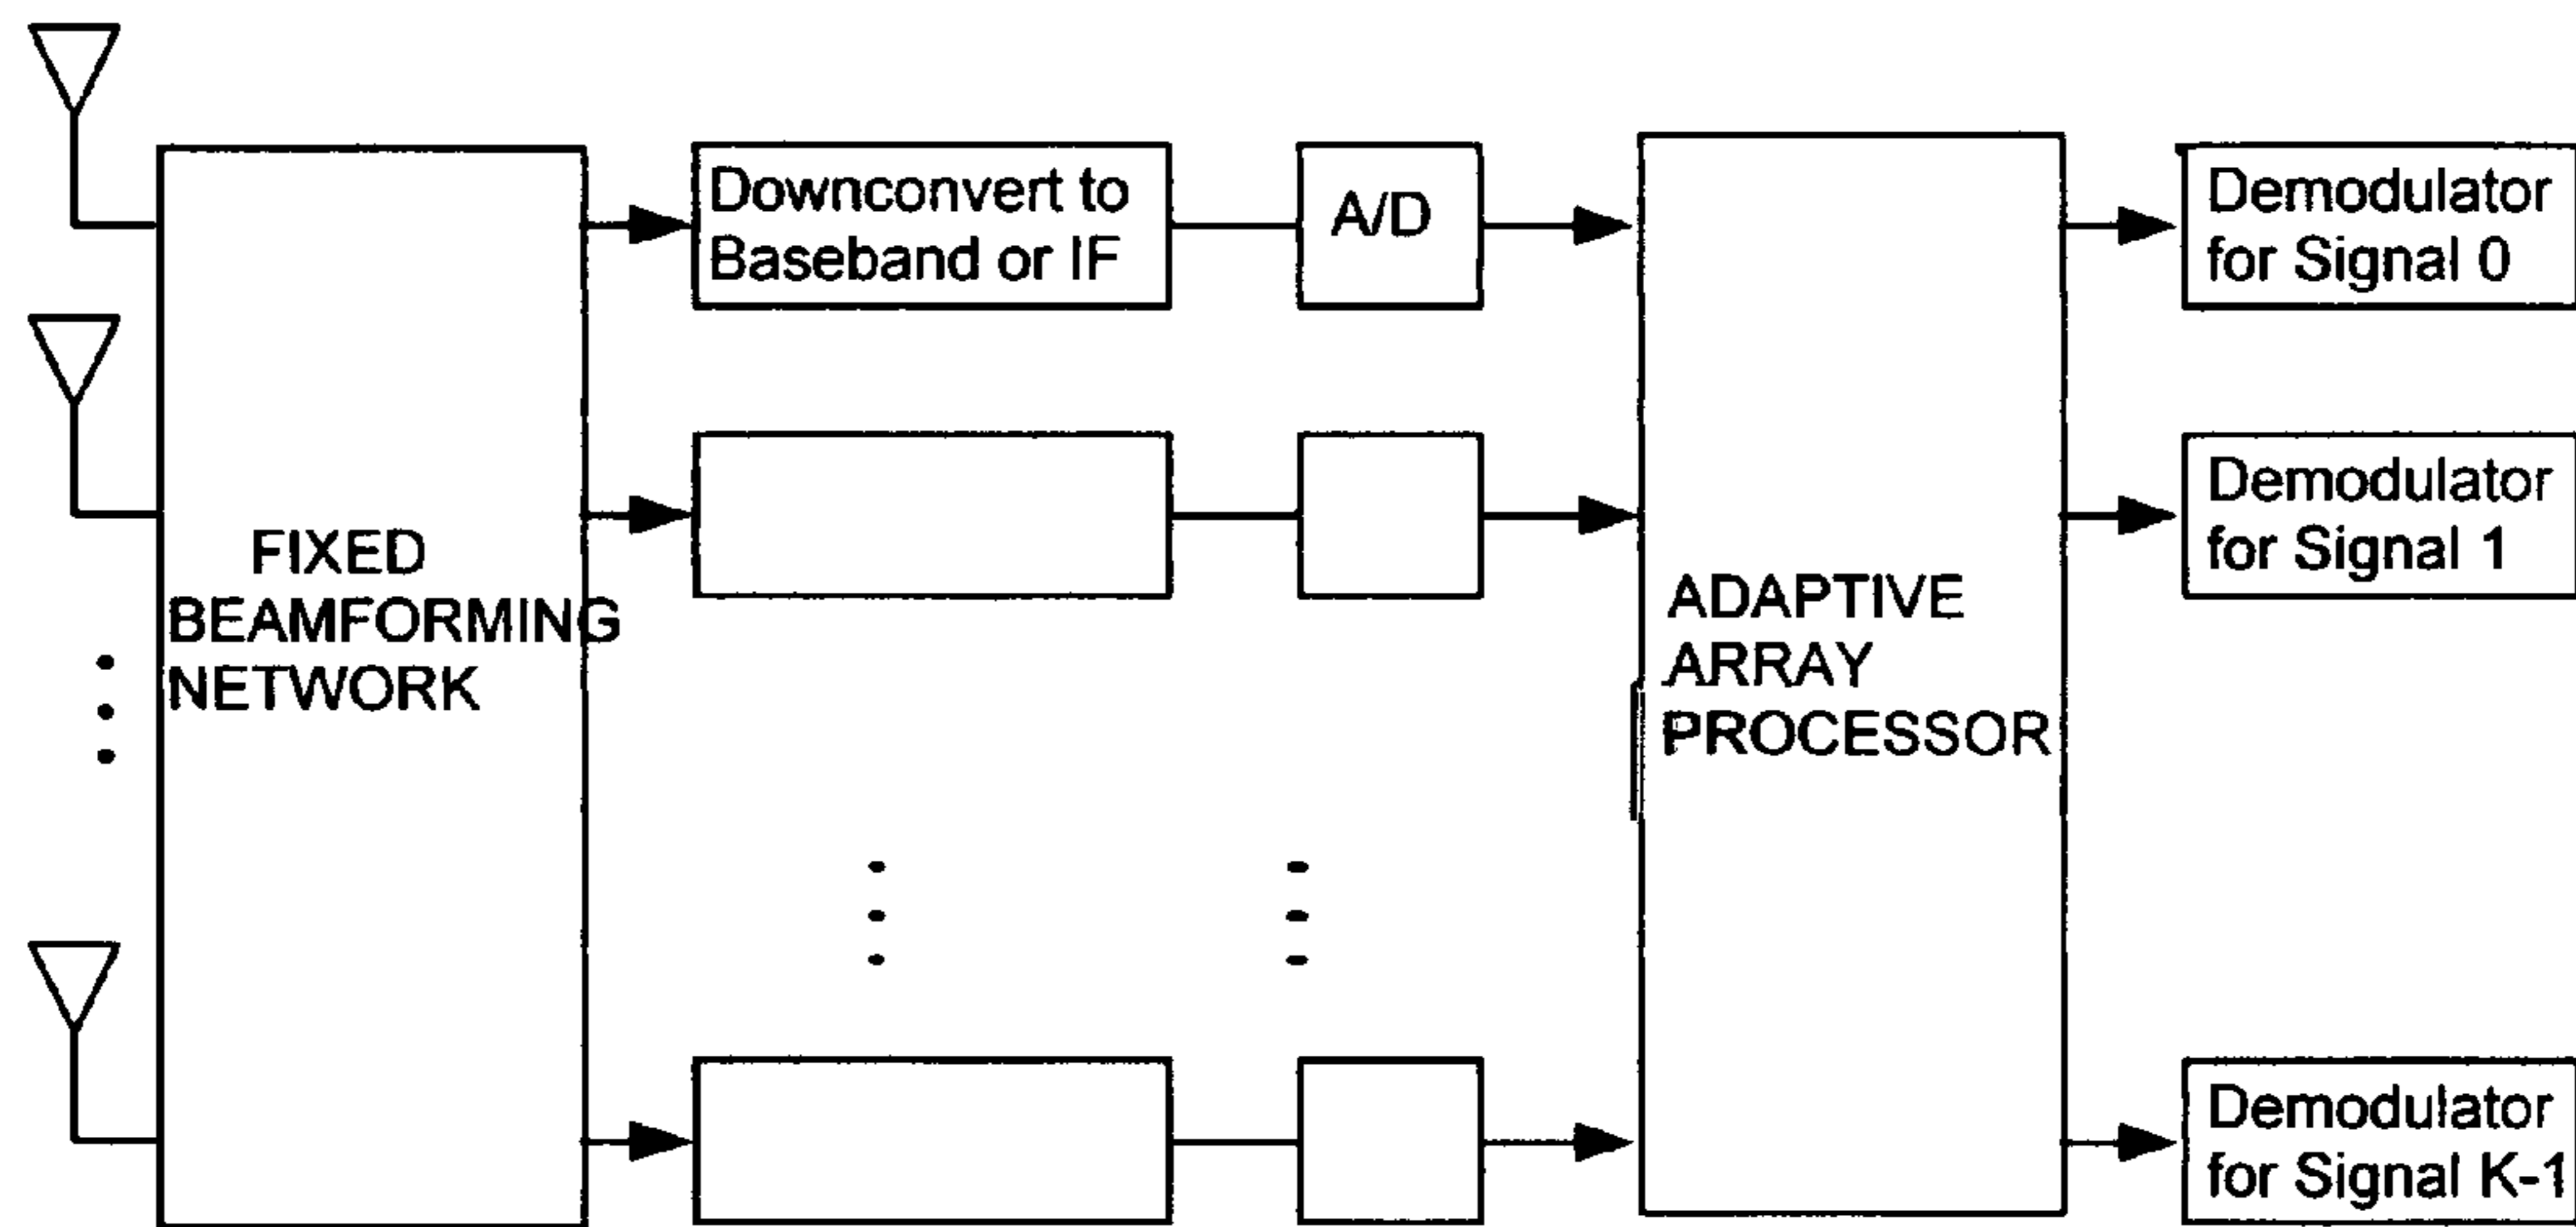 Downconvert to
Baseband or IF
A/D
Demodulator
for Signal 0
FIXED
BEAMFORMING
NETWORK
Demodulator
for Signal 1
ADAPTIVE
ARRAY
PROCESSOR
Demodulator
for Signal K-1